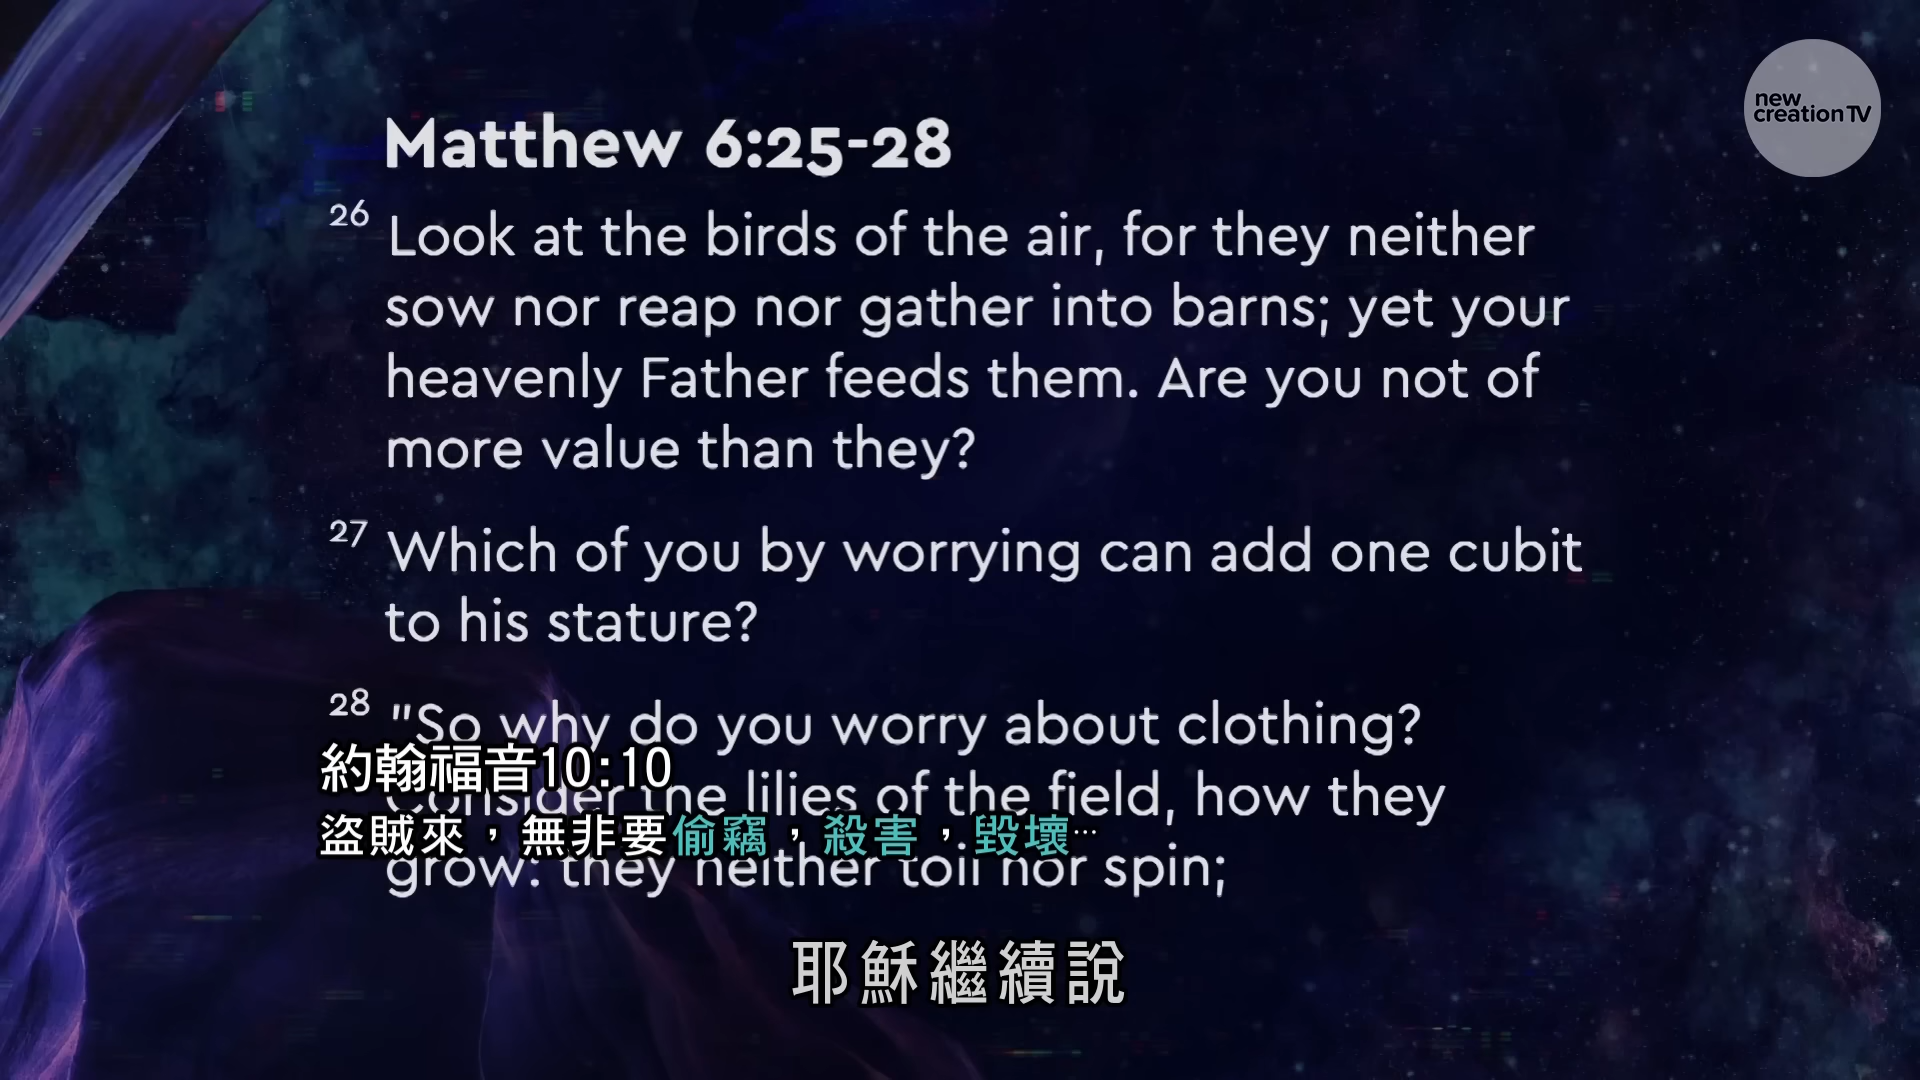 new
creation TV
Matthew 6:25-28
26 Look at the birds of the air, for they neither
sow nor reap nor gather into barns; yet your
heavenly Father feeds them. Are you not of
more value than they?
27 Which of you by worrying can add one cubit
to his stature?
28 "So why do you worry about clothing?
約翰福音10:10
Consider the lilies of the field, how they
盜賊來，無非要偷竊，殺害，毀壞…
grow: they neither toil nor spin;
耶穌繼續說